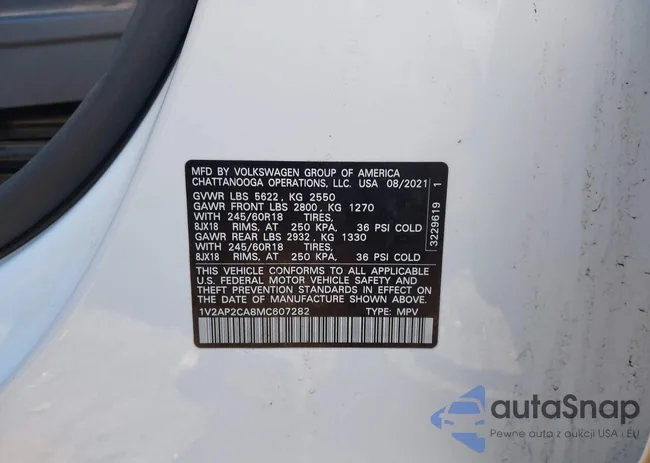 MFD BY VOLKSWAGEN GROUP OF AMERICA
CHATTANOOGA OPERATIONS, LLC. USA 08/2021
GVWR LBS 5622, KG 2550
GAWR FRONT LBS 2800, KG 1270
WITH 245/60R18 TIRES,
8JX18 RIMS, AT 250 KPA, 36 PSI COLD
GAWR REAR LBS 2932, KG 1330
WITH 245/60R18 TIRES,
8JX18 RIMS, AT 250 KPA, 36 PSI COLD
THIS VEHICLE CONFORMS TO ALL APPLICABLE
U.S. FEDERAL MOTOR VEHICLE SAFETY AND
THEFT PREVENTION STANDARDS IN EFFECT ON
THE DATE OF MANUFACTURE SHOWN ABOVE.
1V2AP2CA8MC607282 TYPE: MPV
3229619 1
autaSnap
Pewne auto z aukcji USA i EU